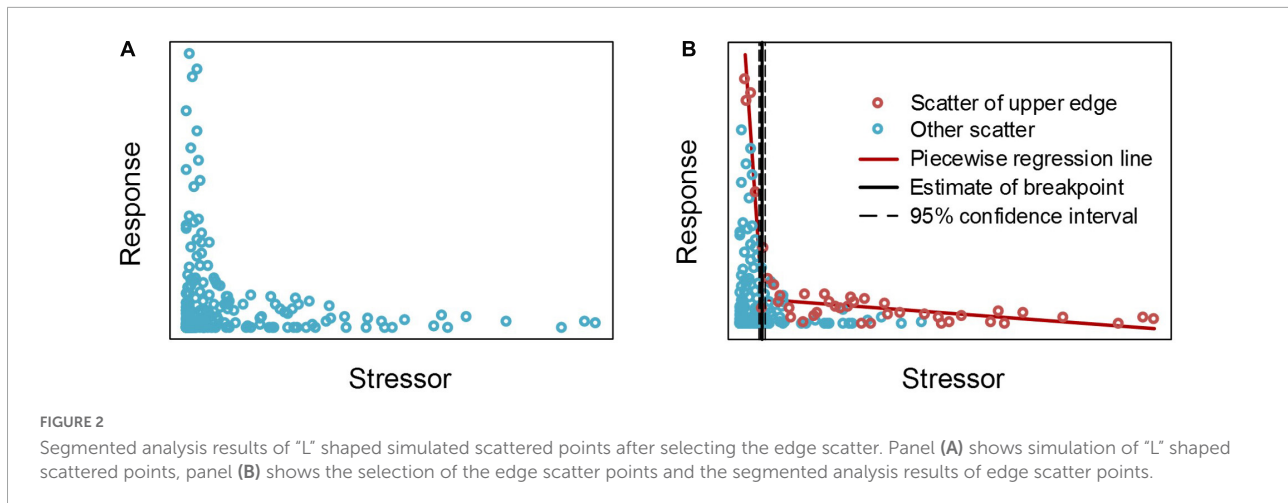 A
Response
Stressor
B
Response
Scatter of upper edge
Other scatter
Piecewise regression line
Estimate of breakpoint
95% confidence interval
Stressor
FIGURE 2
Segmented analysis results of “L” shaped simulated scattered points after selecting the edge scatter. Panel (A) shows simulation of “L” shaped
scattered points, panel (B) shows the selection of the edge scatter points and the segmented analysis results of edge scatter points.